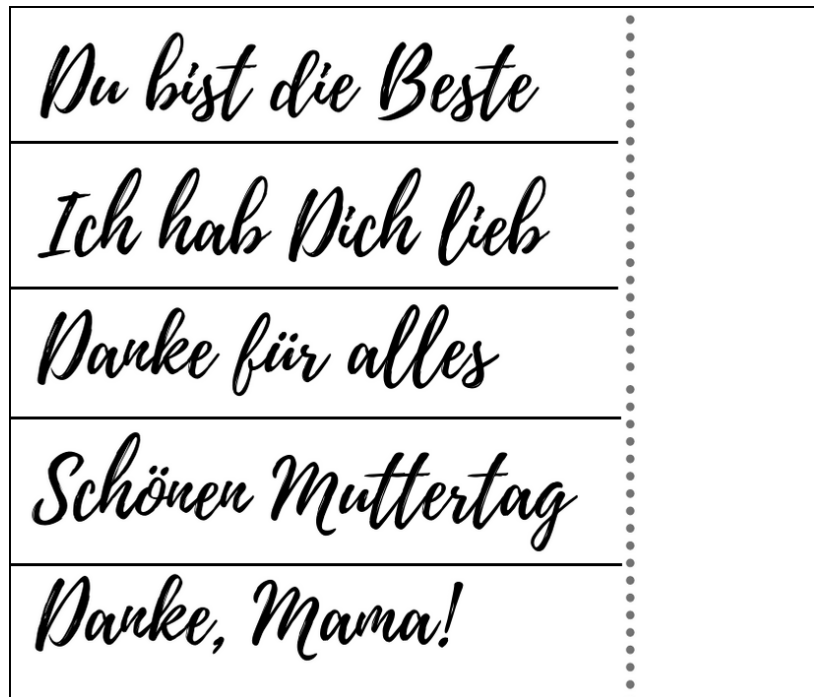 Du bist die Beste
Ich hab Dich lieb
Danke für alles
Schönen Muttertag
Danke, Mama!